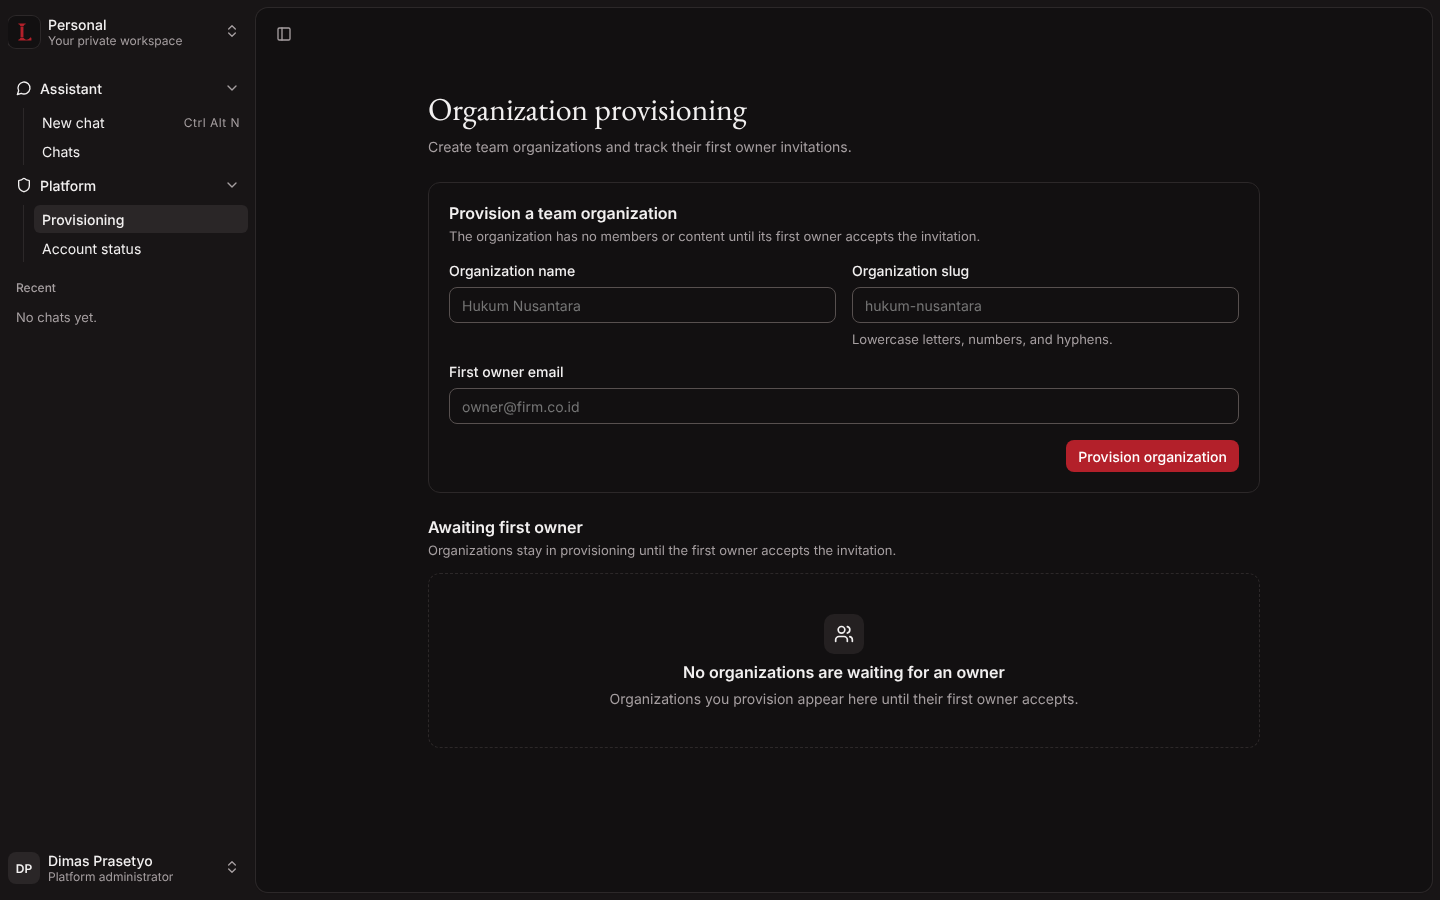 L
Personal
Your private workspace
Assistant
New chat
Ctrl Alt N
Chats
Platform
Provisioning
Account status
Recent
No chats yet.
DP
Dimas Prasetyo
Platform administrator
Organization provisioning
Create team organizations and track their first owner invitations.
Provision a team organization
The organization has no members or content until its first owner accepts the invitation.
Organization name
Hukum Nusantara
Organization slug
hukum-nusantara
Lowercase letters, numbers, and hyphens.
First owner email
owner@firm.co.id
Provision organization
Awaiting first owner
Organizations stay in provisioning until the first owner accepts the invitation.
No organizations are waiting for an owner
Organizations you provision appear here until their first owner accepts.